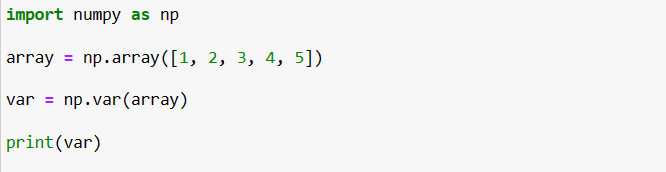 import numpy as np
array = np.array([1, 2, 3, 4, 5])
var = np.var(array)
print(var)